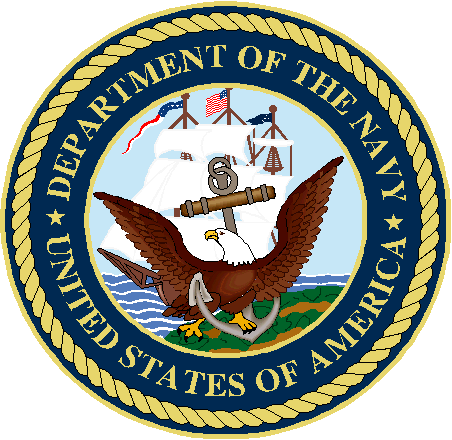 DEPARTMENT OF THE NAVY
UNITED STATES OF AMERICA